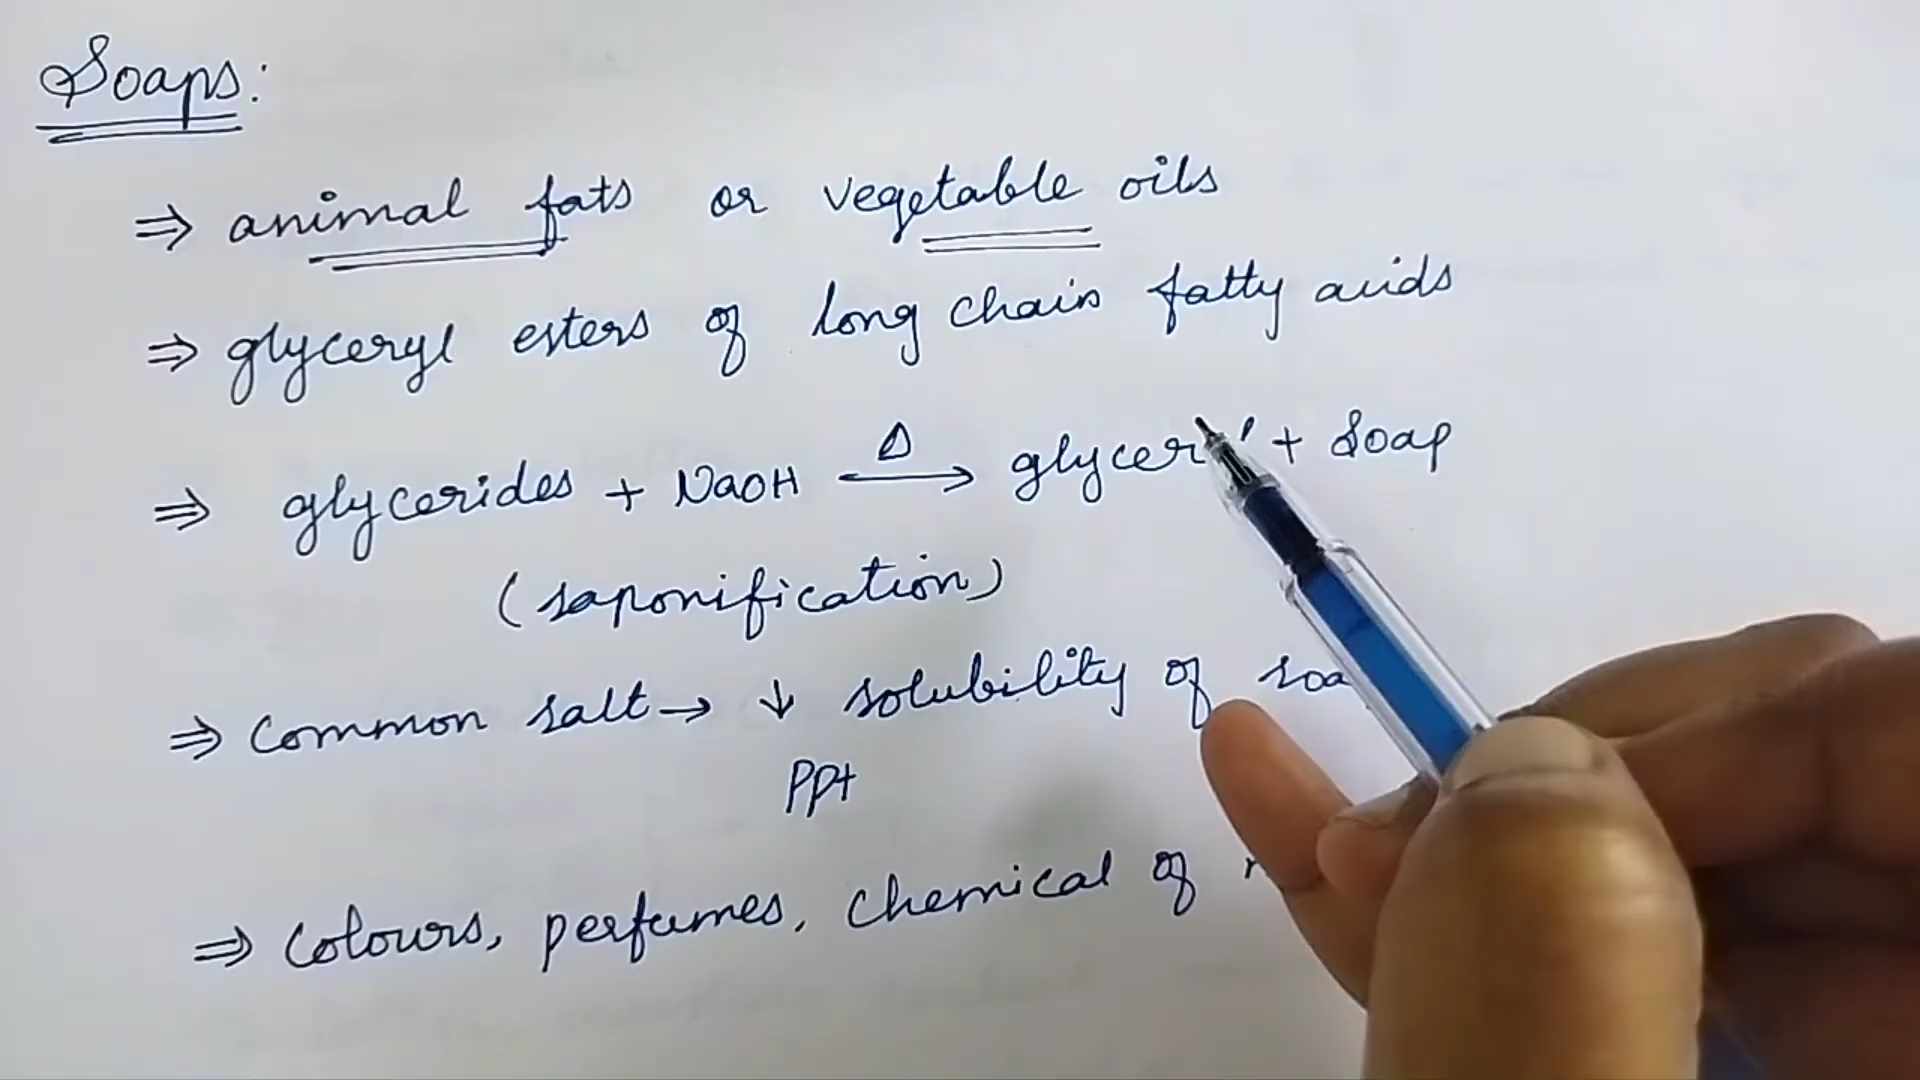 Soaps:
⇒ animal fats or vegetable oils
⇒ glyceryl esters of long chain fatty acids
⇒ glycerides + NaOH Δ→ + Soap
(saponification)
⇒ Common salt → ↓ solubility of
ppt
⇒ Colours, perfumes, chemical of